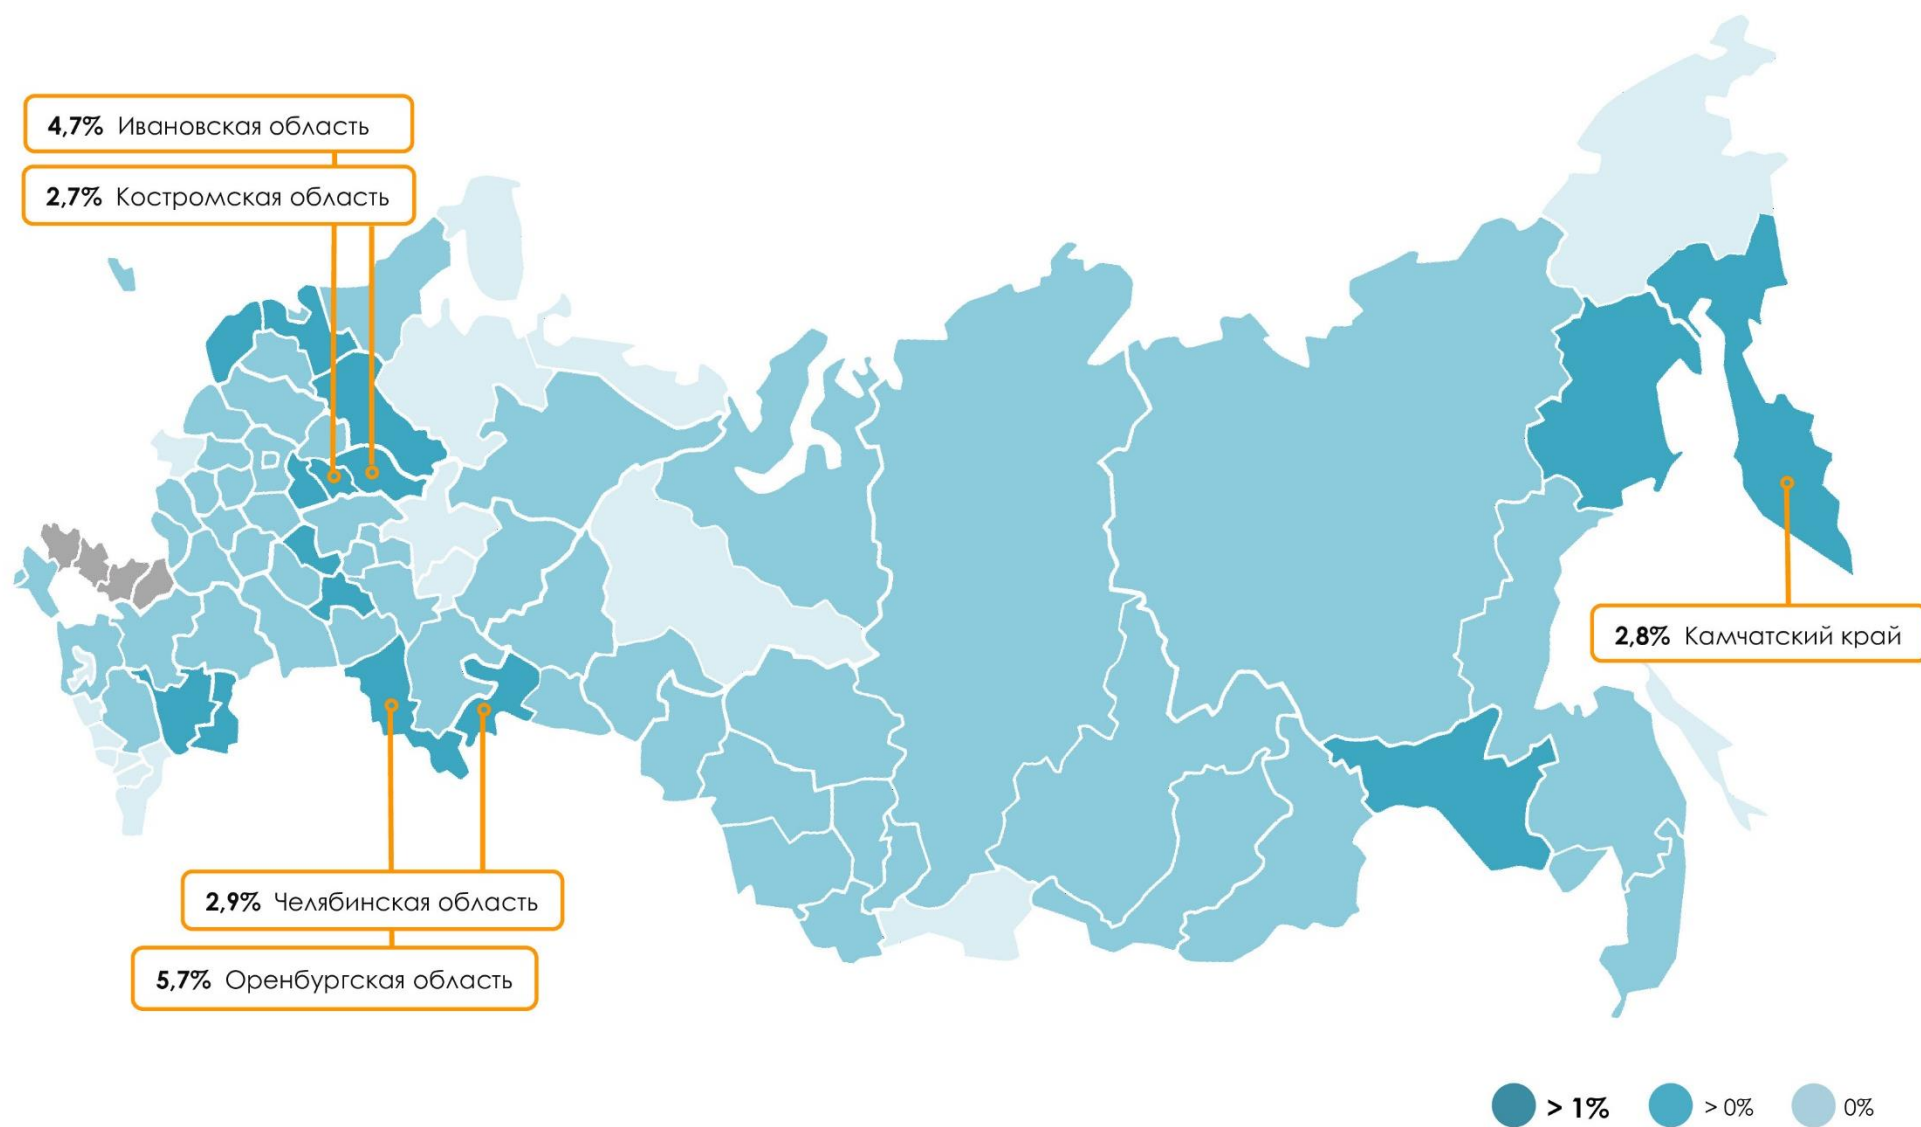 4,7% Ивановская область
2,7% Костромская область
2,8% Камчатский край
2,9% Челябинская область
5,7% Оренбургская область
> 1%
> 0%
0%